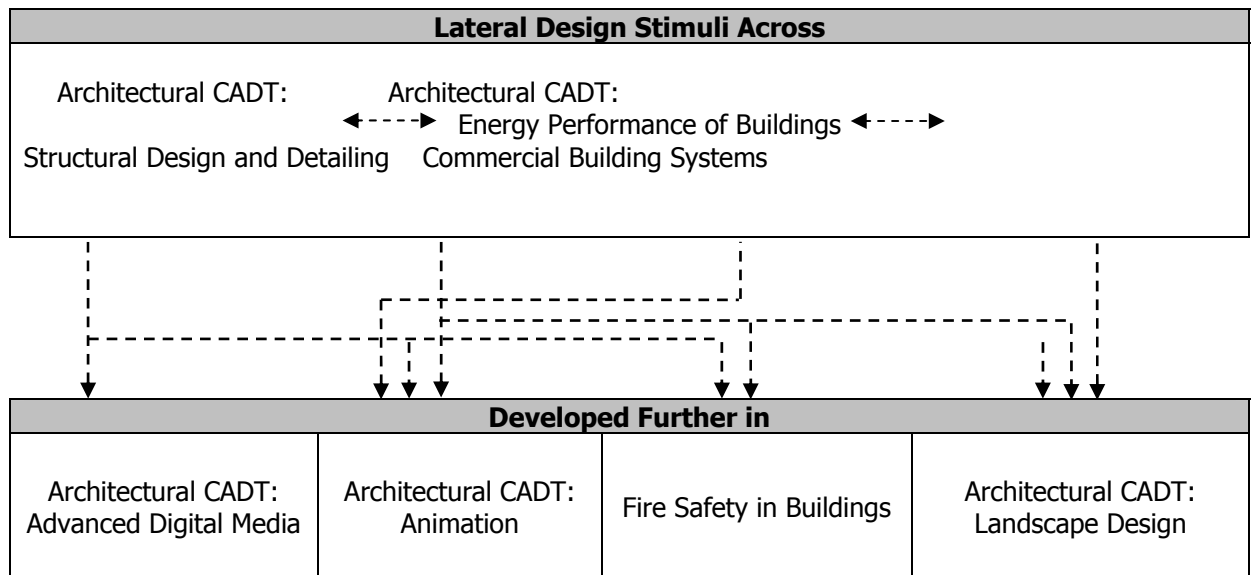 Lateral Design Stimuli Across
Architectural CADT: Architectural CADT:
Energy Performance of Buildings
Structural Design and Detailing Commercial Building Systems
Developed Further in
Architectural CADT:
Advanced Digital Media
Architectural CADT:
Animation
Fire Safety in Buildings
Architectural CADT:
Landscape Design